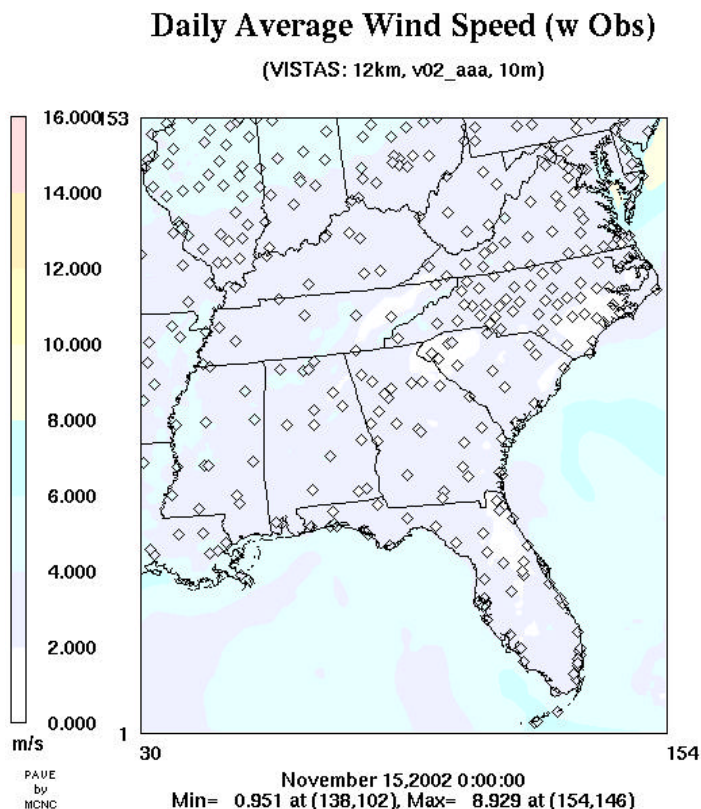 Daily Average Wind Speed (w Obs)
(VISTAS: 12km, v02_aaa, 10m)
16.000
153
14.000
12.000
10.000
8.000
6.000
4.000
2.000
0.000
m/s
1
30
154
PAVE
by
MCNC
November 15,2002 0:00:00
Min= 0.951 at (138,102), Max= 8.929 at (154,146)